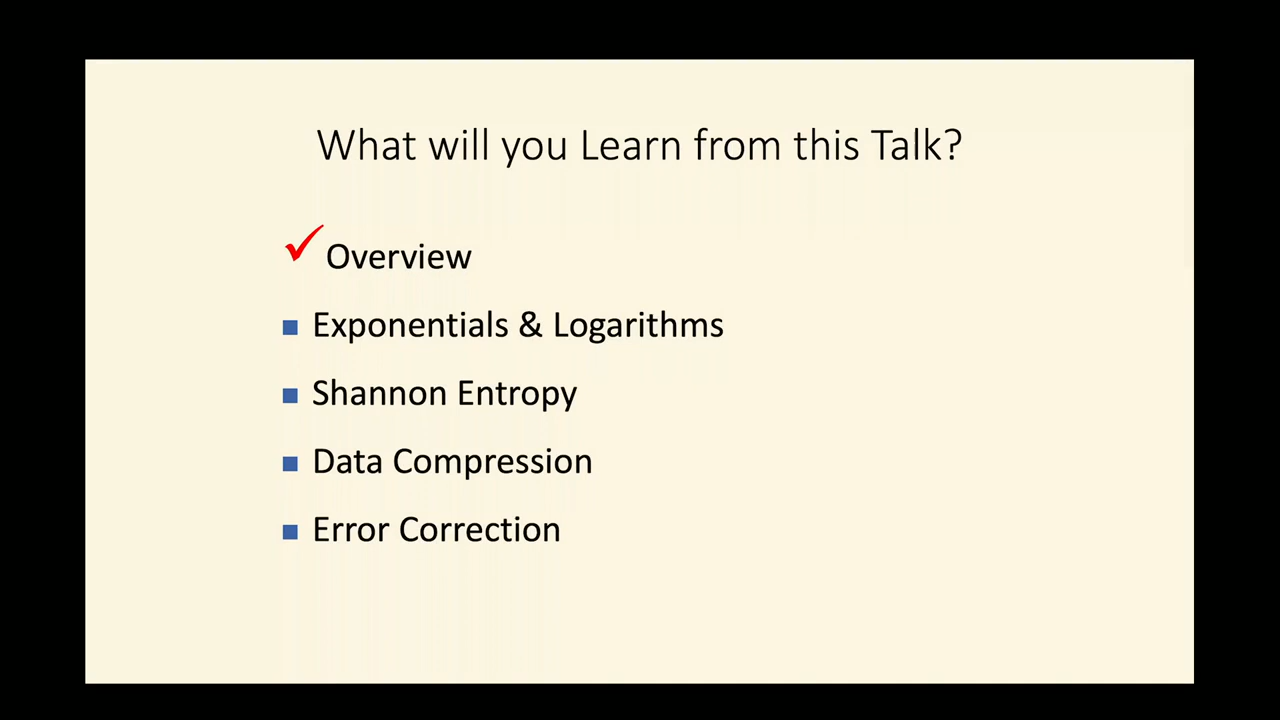 What will you Learn from this Talk?
Overview
Exponentials & Logarithms
Shannon Entropy
Data Compression
Error Correction